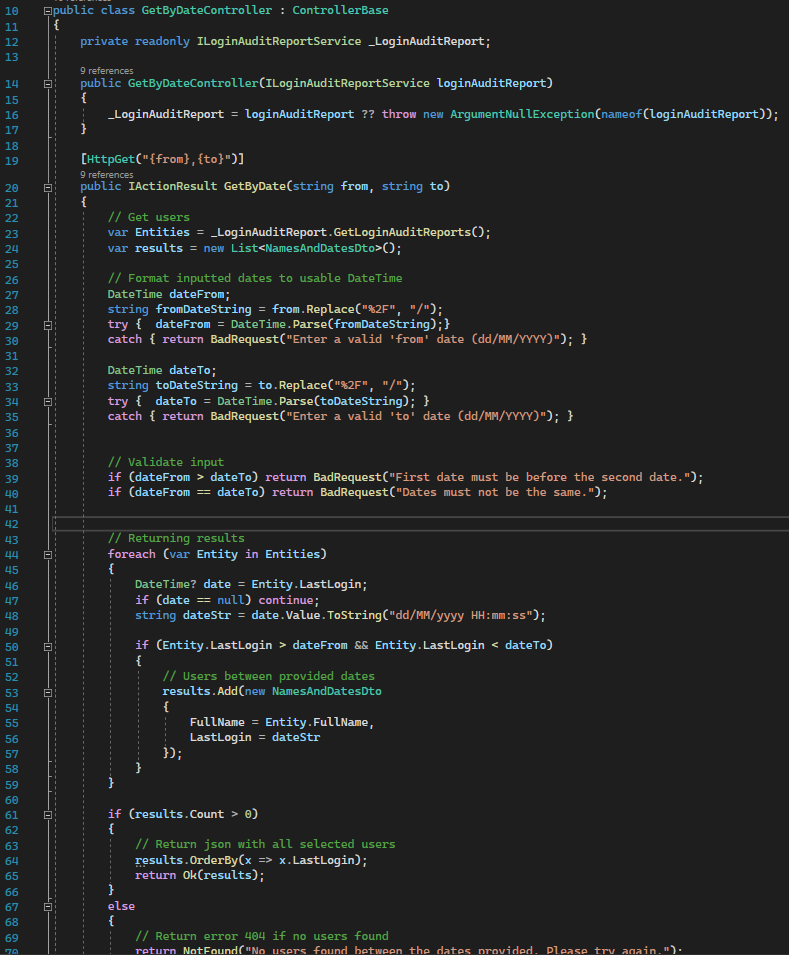 10 public class GetByDateController : ControllerBase
11 {
12 private readonly ILoginAuditReportService _LoginAuditReport;
13
9 references
14 public GetByDateController(ILoginAuditReportService loginAuditReport)
15 {
16 _LoginAuditReport = loginAuditReport ?? throw new ArgumentNullException(nameof(loginAuditReport));
17 }
18
19 [HttpGet("{from},{to}")]
9 references
20 public IActionResult GetByDate(string from, string to)
21 {
22 // Get users
23 var Entities = _LoginAuditReport.GetLoginAuditReports();
24 var results = new List<NamesAndDatesDto>();
25
26 // Format inputted dates to usable DateTime
27 DateTime dateFrom;
28 string fromDateString = from.Replace("%2F", "/");
29 try { dateFrom = DateTime.Parse(fromDateString);}
30 catch { return BadRequest("Enter a valid 'from' date (dd/MM/YYYY)"); }
31
32 DateTime dateTo;
33 string toDateString = to.Replace("%2F", "/");
34 try { dateTo = DateTime.Parse(toDateString); }
35 catch { return BadRequest("Enter a valid 'to' date (dd/MM/YYYY)"); }
36
37
38 // Validate input
39 if (dateFrom > dateTo) return BadRequest("First date must be before the second date.");
40 if (dateFrom == dateTo) return BadRequest("Dates must not be the same.");
41
42
43 // Returning results
44 foreach (var Entity in Entities)
45 {
46 DateTime? date = Entity.LastLogin;
47 if (date == null) continue;
48 string dateStr = date.Value.ToString("dd/MM/yyyy HH:mm:ss");
49
50 if (Entity.LastLogin > dateFrom && Entity.LastLogin < dateTo)
51 {
52 // Users between provided dates
53 results.Add(new NamesAndDatesDto
54 {
55 FullName = Entity.FullName,
56 LastLogin = dateStr
57 });
58 }
59 }
60
61 if (results.Count > 0)
62 {
63 // Return json with all selected users
64 results.OrderBy(x => x.LastLogin);
65 return Ok(results);
66 }
67 else
68 {
69 // Return error 404 if no users found
70 return NotFound("No users found between the dates provided. Please try again.");